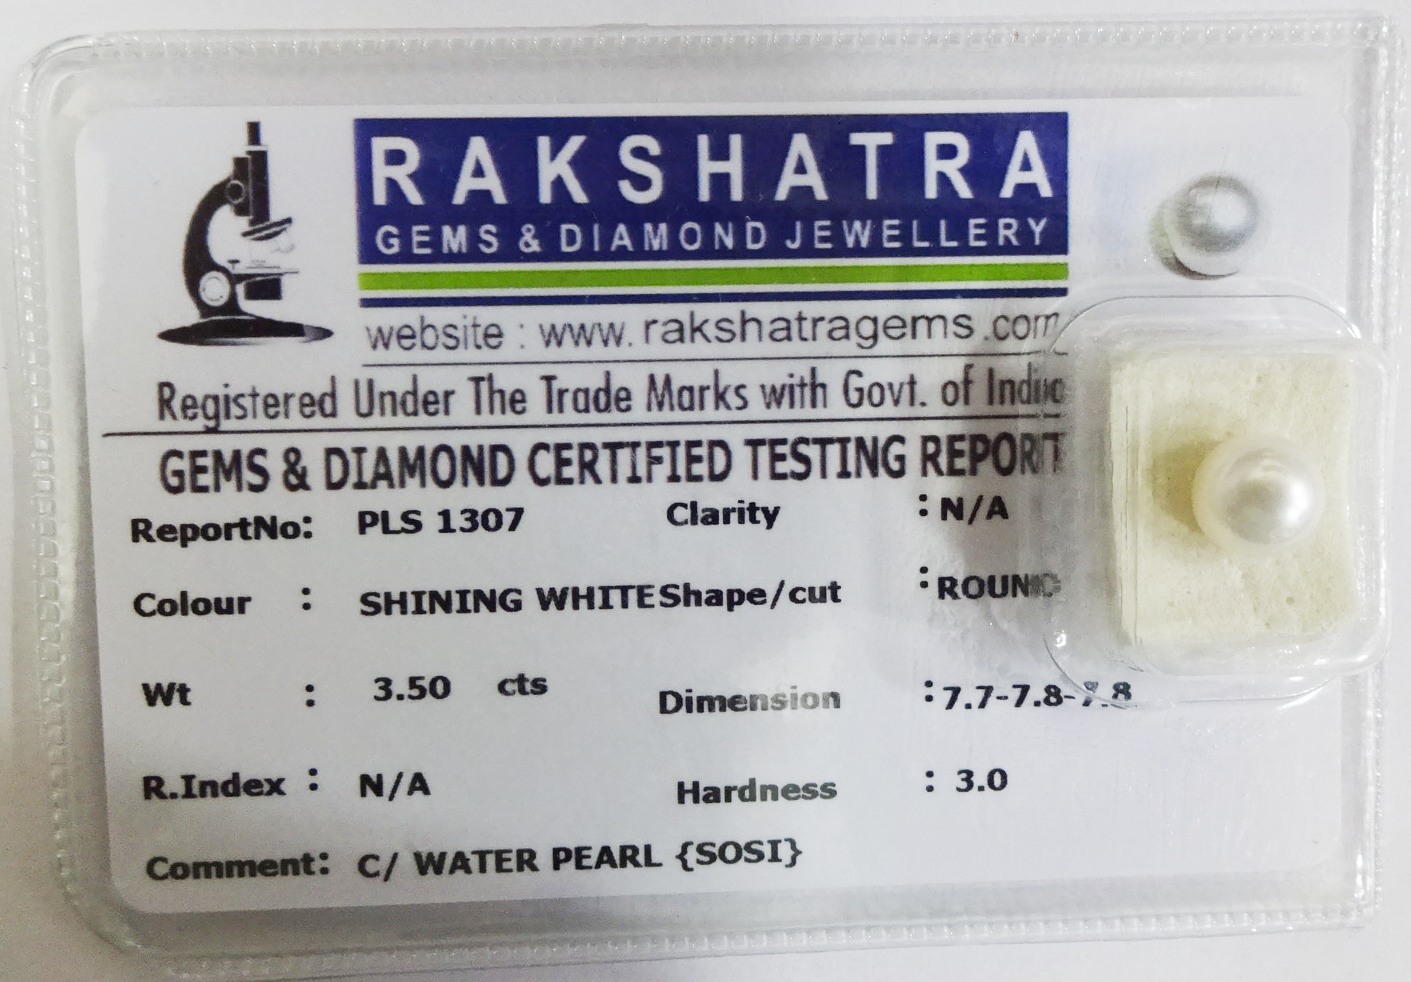 RAKSHATRA
GEMS & DIAMOND JEWELLERY
website : www.rakshatragems.com
Registered Under The Trade Marks with Govt. of India
GEMS & DIAMOND CERTIFIED TESTING REPORT
ReportNo: PLS 1307 Clarity : N/A
Colour : SHINING WHITE Shape/cut : ROUND
Wt : 3.50 cts Dimension : 7.7-7.8-7.8
R.Index : N/A Hardness : 3.0
Comment: C/ WATER PEARL {SOSI}